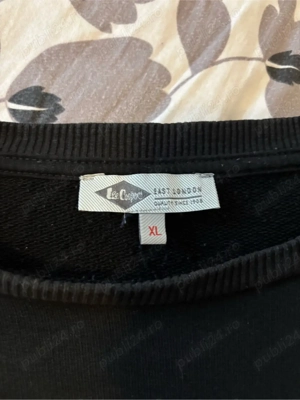 Lee Cooper
EAST LONDON
QUALITY SINCE 1908
XL